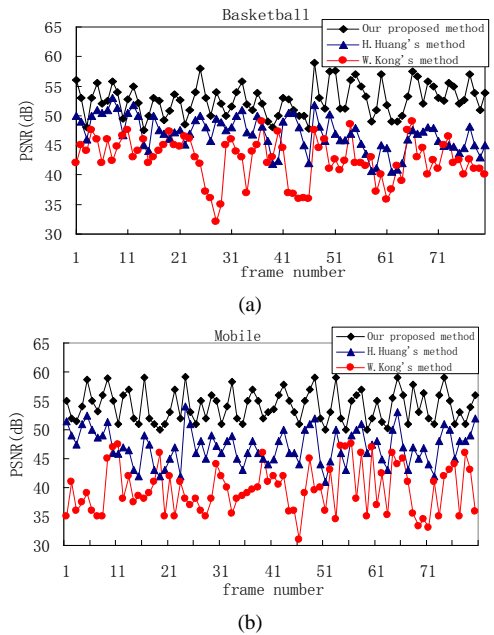 Basketball
Our proposed method
H.Huang's method
W.Kong's method
PSNR(dB)
65
60
55
50
45
40
35
30
1 11 21 31 41 51 61 71
frame number
(a)
Mobile
Our proposed method
H.Huang's method
W.Kong's method
PSNR(dB)
65
60
55
50
45
40
35
30
1 11 21 31 41 51 61 71
frame number
(b)